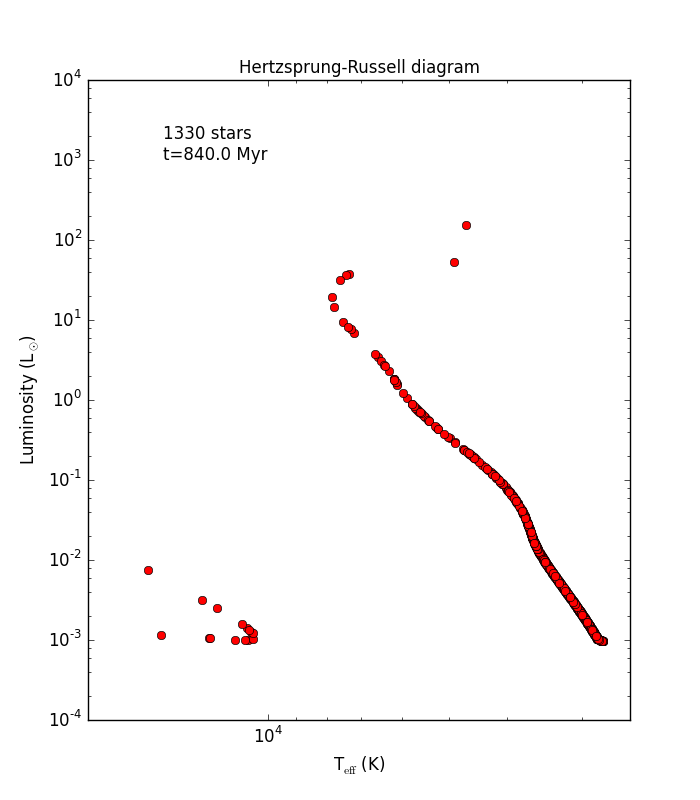 Hertzsprung-Russell diagram
1330 stars
t=840.0 Myr
10^4
10^3
10^2
10^1
10^0
10^-1
10^-2
10^-3
10^-4
Luminosity (L_☉)
10^4
T_eff (K)